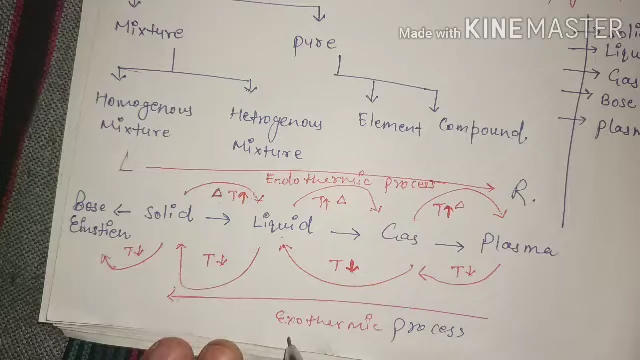 Made with KINEMASTER
Mixture
pure
Solid
Liqu
Gas
Bose
Plasm
Homogenous
Mixture
Hetrogenous
Mixture
Element
Compound
L
Endothermic process
R.
Δ T↑
T↑ Δ
T↑ Δ
Bose
Einstien
← solid → Liquid → Gas → Plasma
T↓
T↓
T↓
T↓
Exothermic process